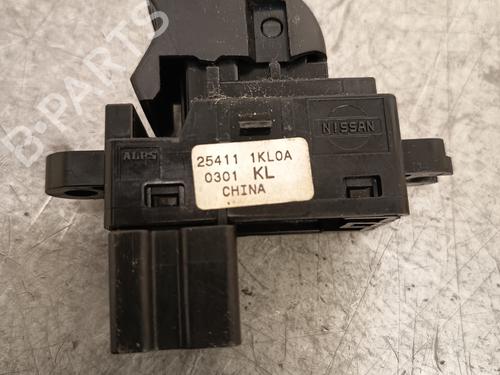 B-PARTS
ALPS
NISSAN
25411 1KL0A
0301 KL
CHINA